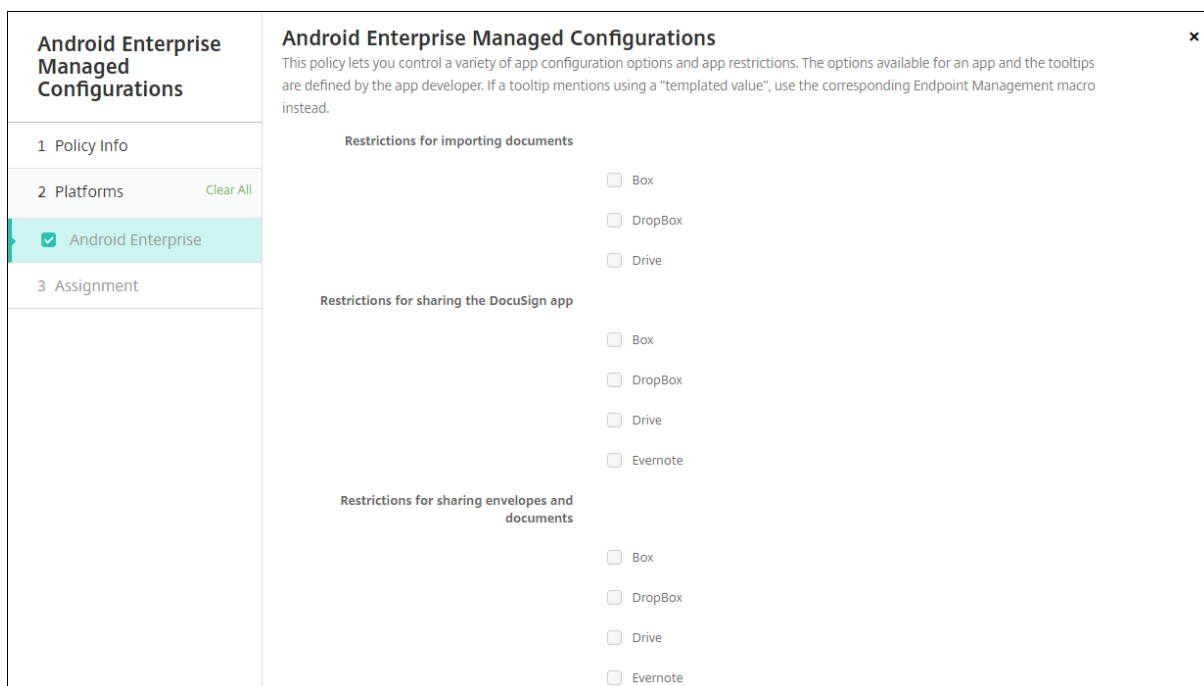 Android Enterprise
Managed
Configurations
1 Policy Info
2 Platforms
Clear All
Android Enterprise
3 Assignment
Android Enterprise Managed Configurations
This policy lets you control a variety of app configuration options and app restrictions. The options available for an app and the tooltips
are defined by the app developer. If a tooltip mentions using a "templated value", use the corresponding Endpoint Management macro
instead.
Restrictions for importing documents
Box
DropBox
Drive
Restrictions for sharing the DocuSign app
Box
DropBox
Drive
Evernote
Restrictions for sharing envelopes and
documents
Box
DropBox
Drive
Evernote